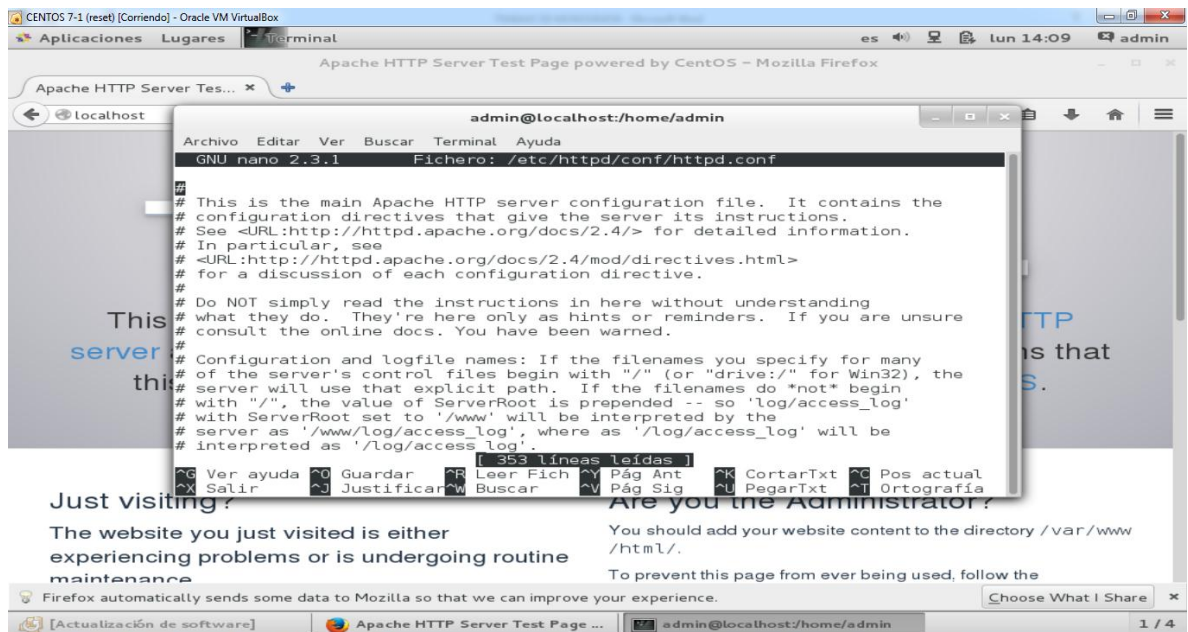 CENTOS 7-1 (reset) [Corriendo] - Oracle VM VirtualBox
Aplicaciones Lugares Terminal es lun 14:09 admin
Apache HTTP Server Test Page powered by CentOS - Mozilla Firefox
Apache HTTP Server Tes...
localhost
admin@localhost:/home/admin
Archivo Editar Ver Buscar Terminal Ayuda
GNU nano 2.3.1 Fichero: /etc/httpd/conf/httpd.conf
#
# This is the main Apache HTTP server configuration file. It contains the
# configuration directives that give the server its instructions.
# See <URL:http://httpd.apache.org/docs/2.4/> for detailed information.
# In particular, see
# <URL:http://httpd.apache.org/docs/2.4/mod/directives.html>
# for a discussion of each configuration directive.
#
# Do NOT simply read the instructions in here without understanding
# what they do. They're here only as hints or reminders. If you are unsure
# consult the online docs. You have been warned.
#
# Configuration and logfile names: If the filenames you specify for many
# of the server's control files begin with "/" (or "drive:/" for Win32), the
# server will use that explicit path. If the filenames do *not* begin
# with "/", the value of ServerRoot is prepended -- so 'log/access_log'
# with ServerRoot set to '/www' will be interpreted by the
# server as '/www/log/access_log', where as '/log/access_log' will be
# interpreted as '/log/access_log'.
[ 353 líneas leídas ]
^G Ver ayuda ^O Guardar ^R Leer Fich ^Y Pág Ant ^K CortarTxt ^C Pos actual
^X Salir ^J Justificar ^W Buscar ^V Pág Sig ^U PegarTxt ^T Ortografía
This TTP
server is that
this S.
Just visiting?
The website you just visited is either
experiencing problems or is undergoing routine
maintenance
Are you the Administrator?
You should add your website content to the directory /var/www
/html/.
To prevent this page from ever being used, follow the
Firefox automatically sends some data to Mozilla so that we can improve your experience. Choose What I Share
[Actualización de software] Apache HTTP Server Test Page ... admin@localhost:/home/admin 1 / 4